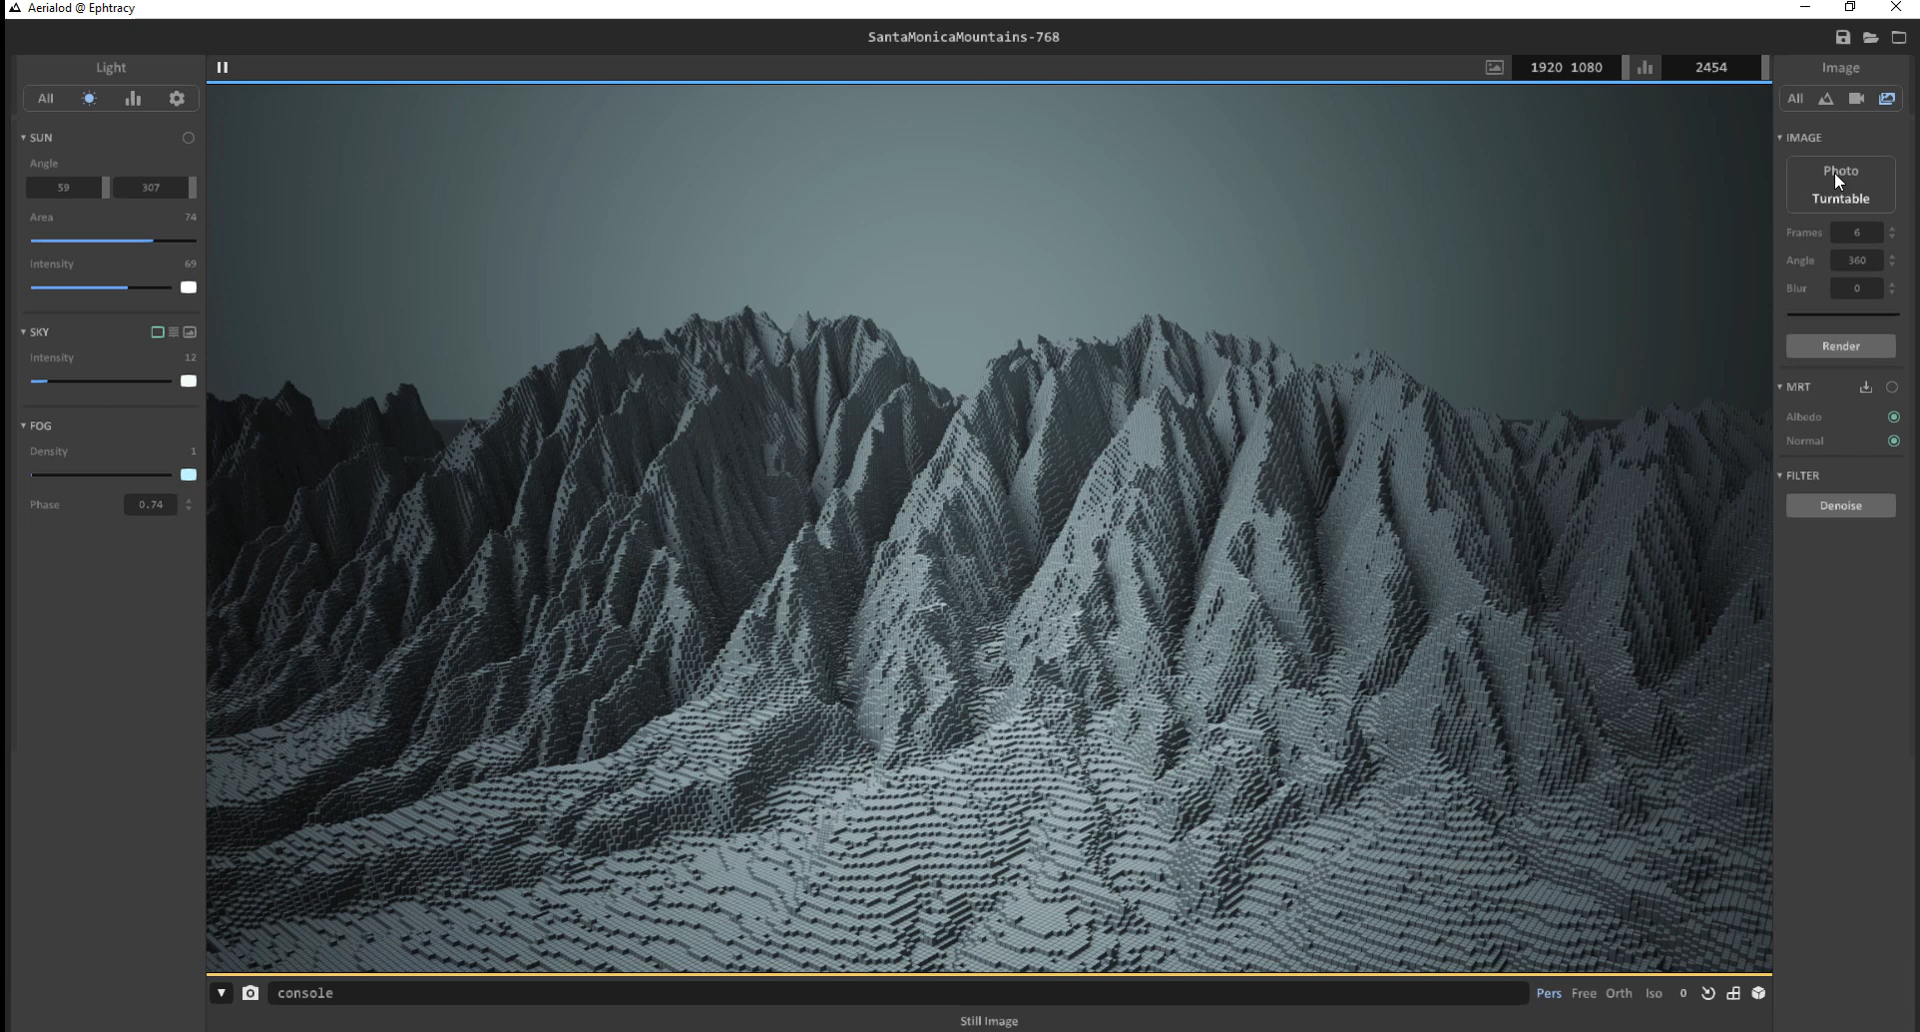 Aerialod @ Ephtracy
SantaMonicaMountains-768
Light
1920 1080
2454
Image
All
All
SUN
Angle
59 307
Area 74
Intensity 69
SKY
Intensity 12
FOG
Density 1
Phase 0.74
IMAGE
Photo
Turntable
Frames 6
Angle 360
Blur 0
Render
MRT
Albedo
Normal
FILTER
Denoise
console
Pers Free Orth Iso 0
Still Image